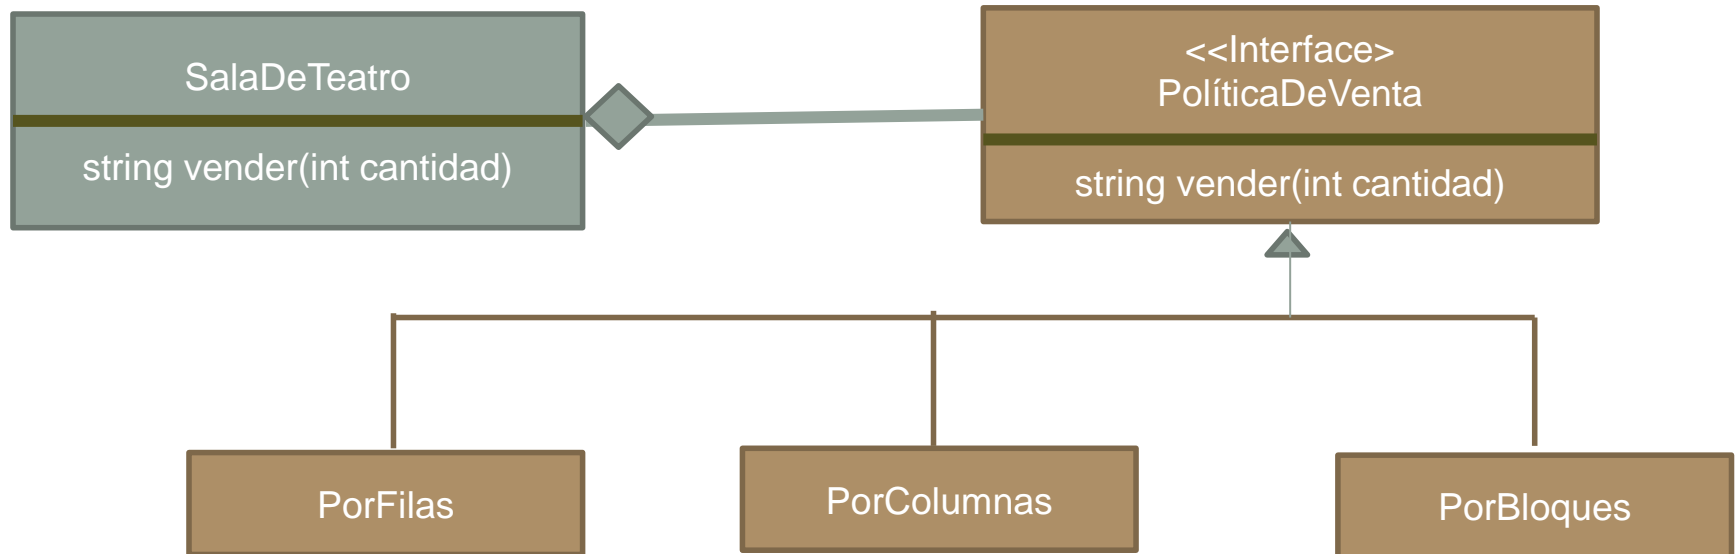 SalaDeTeatro
string vender(int cantidad)
<<Interface>
PolíticaDeVenta
string vender(int cantidad)
PorFilas
PorColumnas
PorBloques